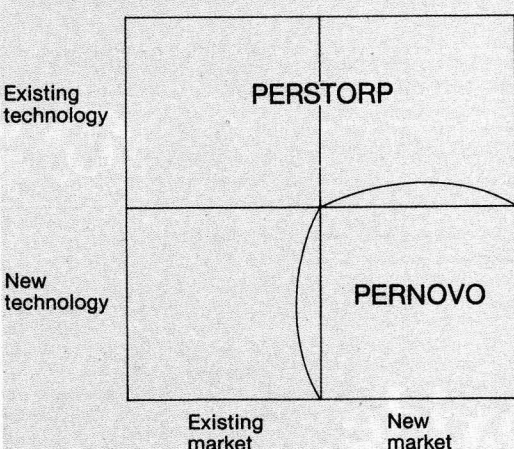 Existing
technology
PERSTORP
New
technology
PERNOVO
Existing
market
New
market